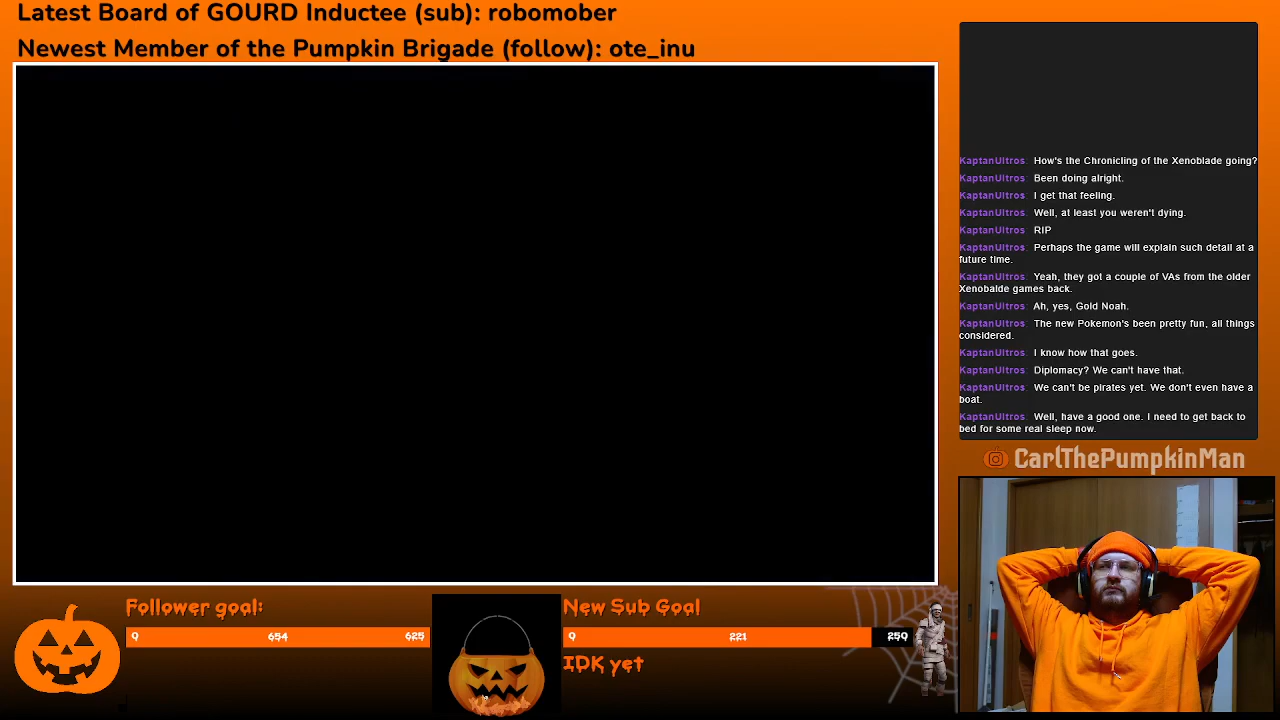 Latest Board of GOURD Inductee (sub): robomober
Newest Member of the Pumpkin Brigade (follow): ote_inu
KaptanUltros: How's the Chronicling of the Xenoblade going?
KaptanUltros: Been doing alright.
KaptanUltros: I get that feeling.
KaptanUltros: Well, at least you weren't dying.
KaptanUltros: RIP
KaptanUltros: Perhaps the game will explain such detail at a
future time.
KaptanUltros: Yeah, they got a couple of VAs from the older
Xenobalde games back.
KaptanUltros: Ah, yes, Gold Noah.
KaptanUltros: The new Pokemon's been pretty fun, all things
considered.
KaptanUltros: I know how that goes.
KaptanUltros: Diplomacy? We can't have that.
KaptanUltros: We can't be pirates yet. We don't even have a
boat.
KaptanUltros: Well, have a good one. I need to get back to
bed for some real sleep now.
CarlThePumpkinMan
Follower goal:
0 654 625
New Sub Goal
0 221 250
IDK yet